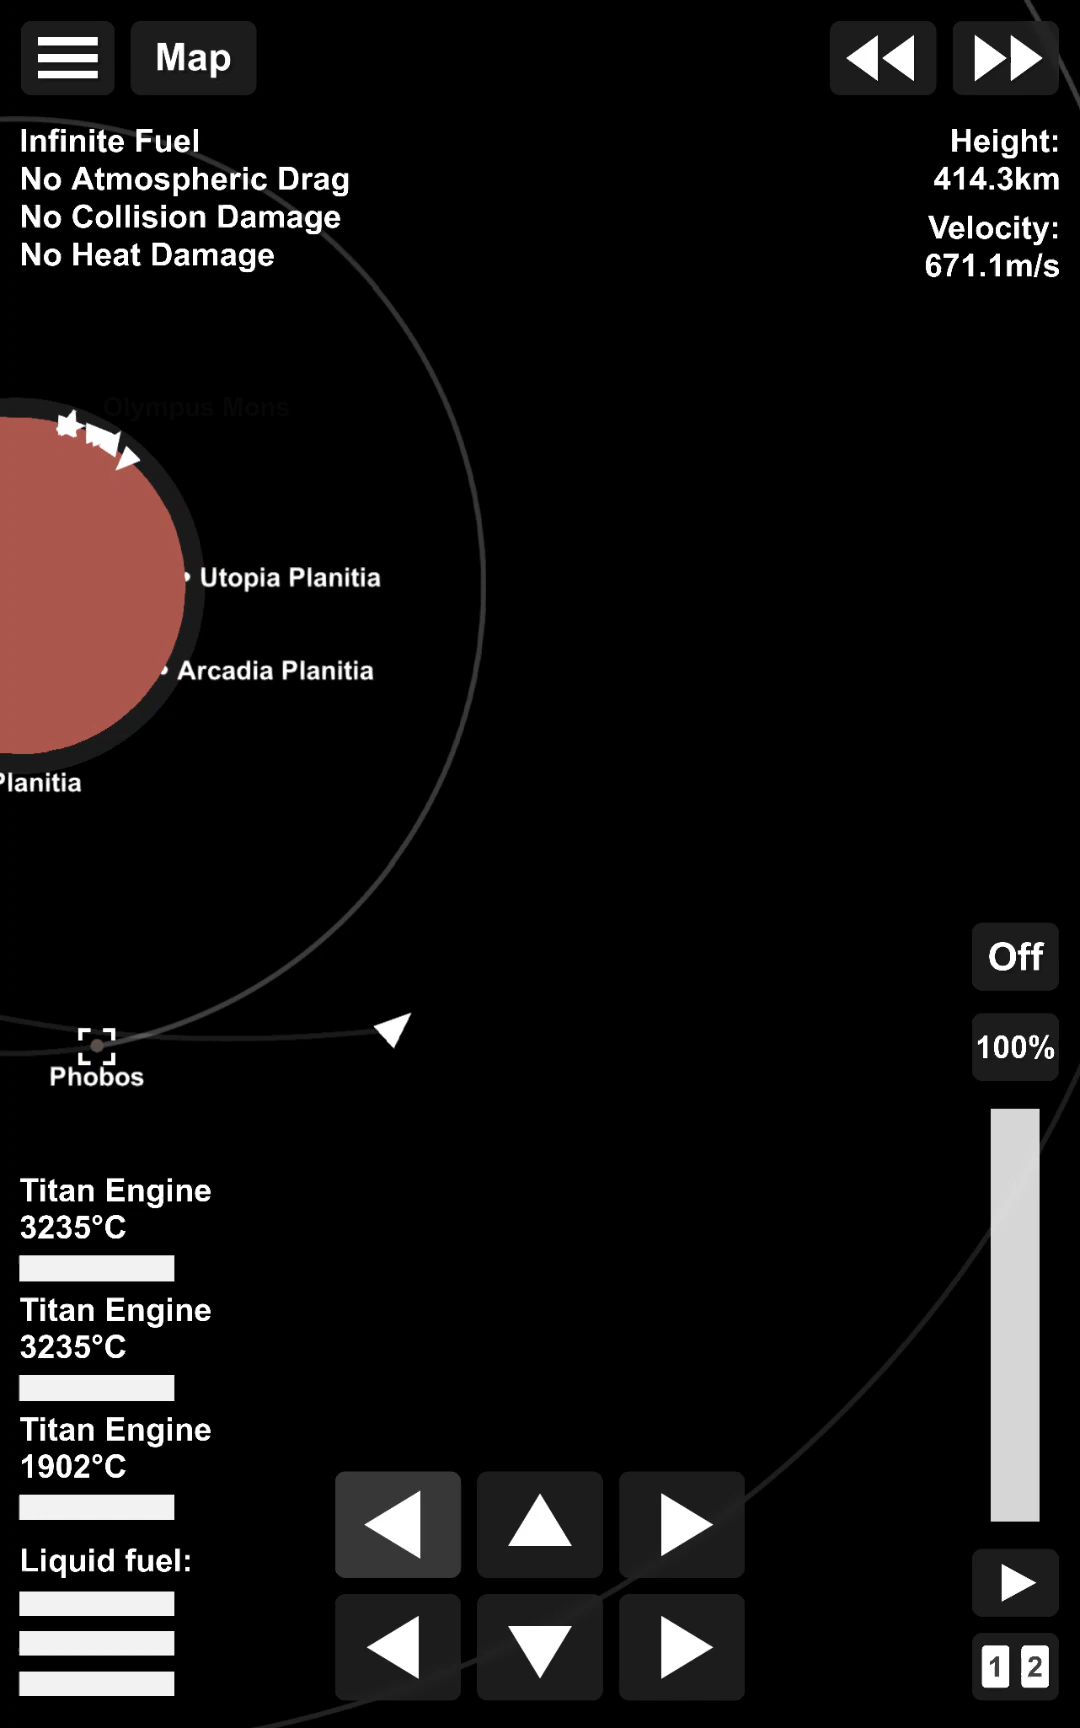 Map
Infinite Fuel
No Atmospheric Drag
No Collision Damage
No Heat Damage
Height:
414.3km
Velocity:
671.1m/s
Olympus Mons
Utopia Planitia
Arcadia Planitia
Planitia
Phobos
Off
100%
Titan Engine
3235°C
Titan Engine
3235°C
Titan Engine
1902°C
Liquid fuel:
1 2